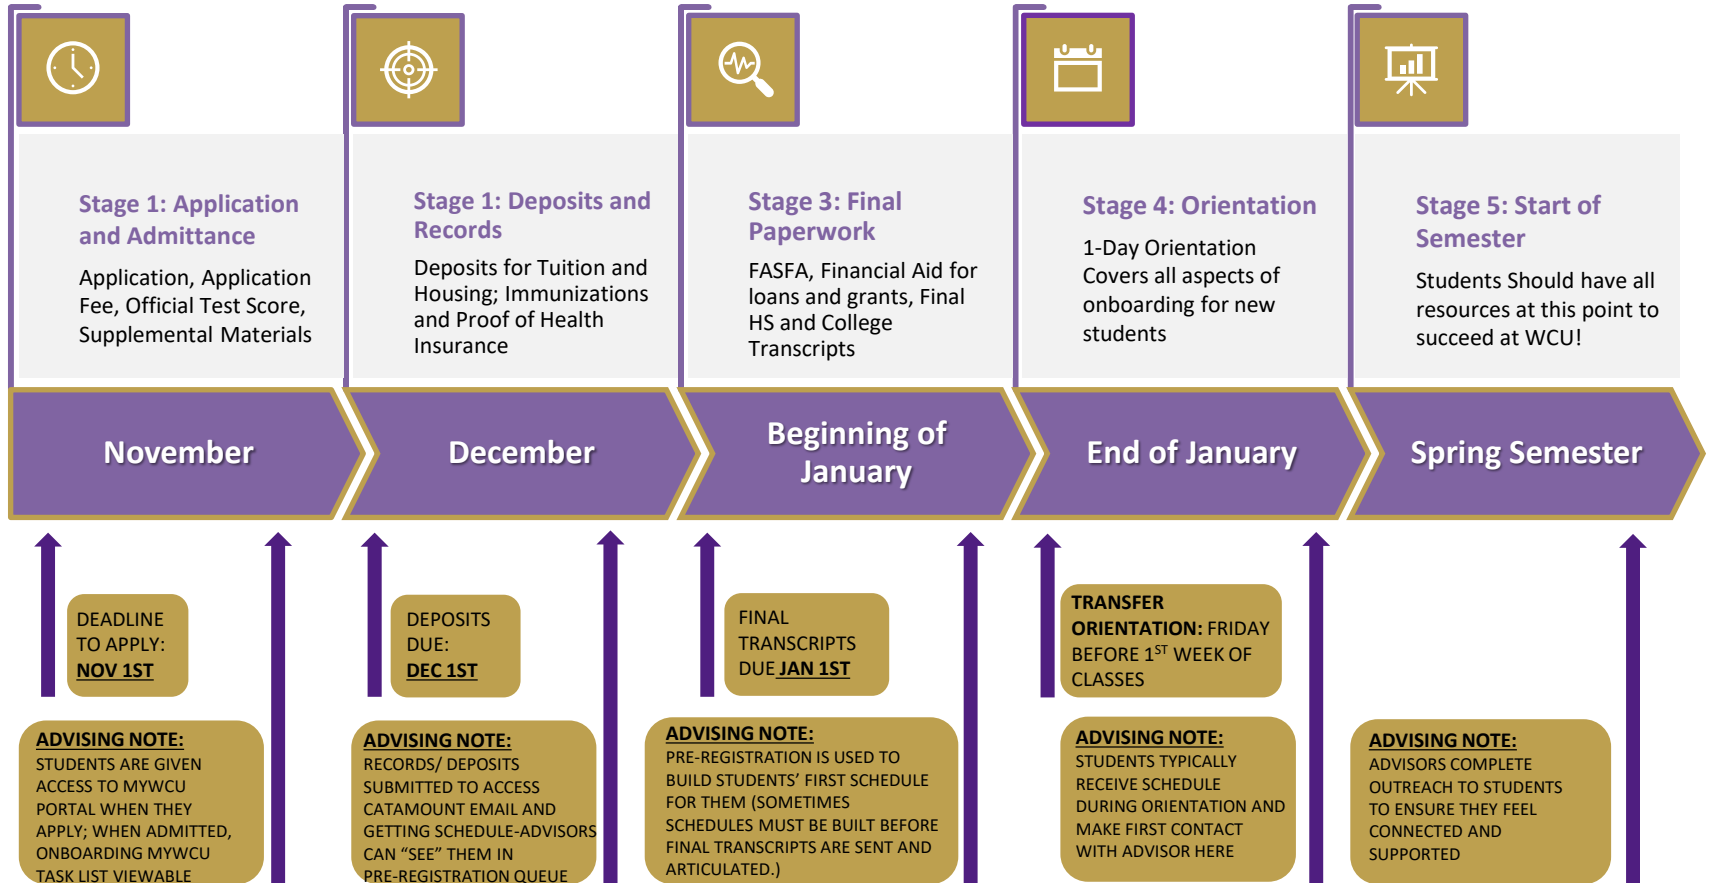 Stage 1: Application
and Admittance
Application, Application
Fee, Official Test Score,
Supplemental Materials
Stage 1: Deposits and
Records
Deposits for Tuition and
Housing; Immunizations
and Proof of Health
Insurance
Stage 3: Final
Paperwork
FASFA, Financial Aid for
loans and grants, Final
HS and College
Transcripts
Stage 4: Orientation
1-Day Orientation
Covers all aspects of
onboarding for new
students
Stage 5: Start of
Semester
Students Should have all
resources at this point to
succeed at WCU!
November
December
Beginning of
January
End of January
Spring Semester
DEADLINE
TO APPLY:
NOV 1ST
DEPOSITS
DUE:
DEC 1ST
FINAL
TRANSCRIPTS
DUE JAN 1ST
TRANSFER
ORIENTATION: FRIDAY
BEFORE 1ST WEEK OF
CLASSES
ADVISING NOTE:
STUDENTS ARE GIVEN
ACCESS TO MYWCU
PORTAL WHEN THEY
APPLY; WHEN ADMITTED,
ONBOARDING MYWCU
TASK LIST VIEWABLE
ADVISING NOTE:
RECORDS/ DEPOSITS
SUBMITTED TO ACCESS
CATAMOUNT EMAIL AND
GETTING SCHEDULE-ADVISORS
CAN “SEE” THEM IN
PRE-REGISTRATION QUEUE
ADVISING NOTE:
PRE-REGISTRATION IS USED TO
BUILD STUDENTS’ FIRST SCHEDULE
FOR THEM (SOMETIMES
SCHEDULES MUST BE BUILT BEFORE
FINAL TRANSCRIPTS ARE SENT AND
ARTICULATED.)
ADVISING NOTE:
STUDENTS TYPICALLY
RECEIVE SCHEDULE
DURING ORIENTATION AND
MAKE FIRST CONTACT
WITH ADVISOR HERE
ADVISING NOTE:
ADVISORS COMPLETE
OUTREACH TO STUDENTS
TO ENSURE THEY FEEL
CONNECTED AND
SUPPORTED